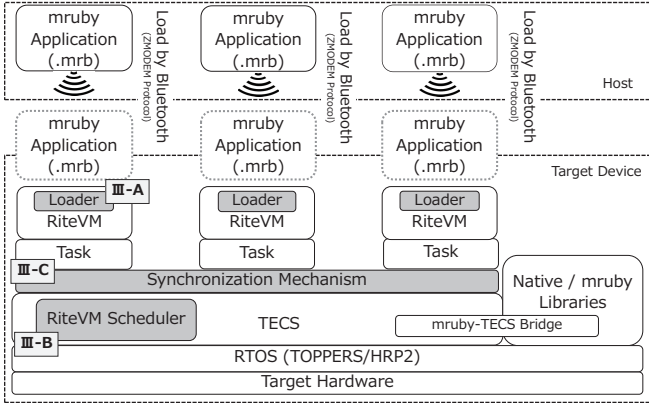 mruby
Application
(.mrb)
Load by Bluetooth
(ZMODEM Protocol)
mruby
Application
(.mrb)
Load by Bluetooth
(ZMODEM Protocol)
mruby
Application
(.mrb)
Load by Bluetooth
(ZMODEM Protocol)
Host
mruby
Application
(.mrb)
mruby
Application
(.mrb)
mruby
Application
(.mrb)
Target Device
III-A
Loader
RiteVM
Loader
RiteVM
Loader
RiteVM
Task
Task
Task
III-C
Synchronization Mechanism
Native / mruby
Libraries
RiteVM Scheduler
TECS
mruby-TECS Bridge
III-B
RTOS (TOPPERS/HRP2)
Target Hardware